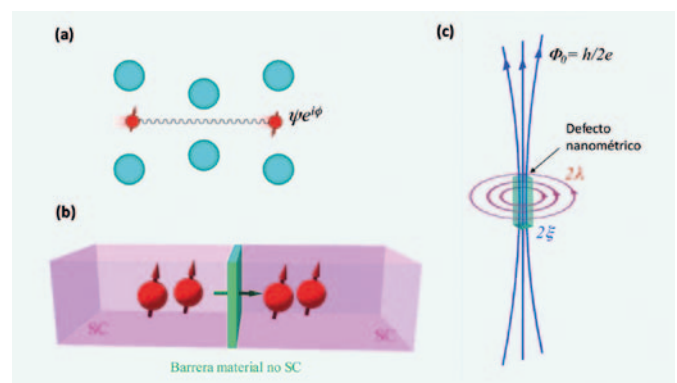 (a)
ψe^{iϕ}
(b)
SC
SC
Barrera material no SC
(c)
Φ₀= h/2e
Defecto
nanométrico
2λ
2ξ